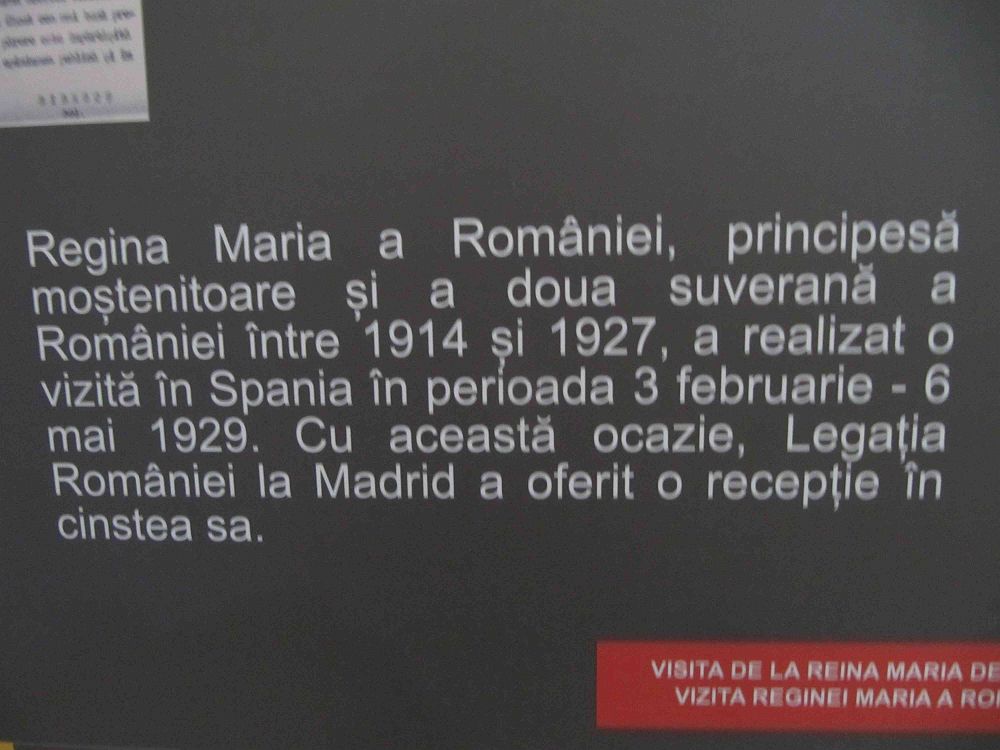 Regina Maria a României, principesă
moștenitoare și a doua suverană a
României între 1914 și 1927, a realizat o
vizită în Spania în perioada 3 februarie - 6
mai 1929. Cu această ocazie, Legația
României la Madrid a oferit o recepție în
cinstea sa.
VISITA DE LA REINA MARIA DE
VIZITA REGINEI MARIA A RO